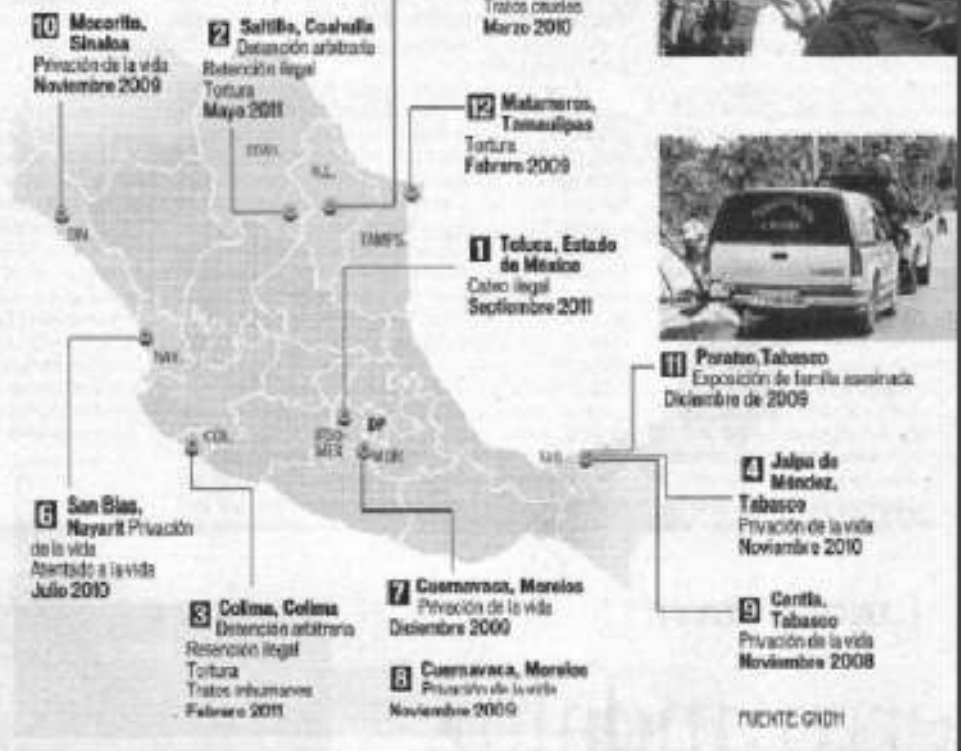 10 Mocorito,
Sinaloa
Privación de la vida
Noviembre 2009
2 Saltillo, Coahuila
Detención arbitraria
Retención ilegal
Tortura
Mayo 2011
Tratos crueles
Marzo 2010
12 Matamoros,
Tamaulipas
Tortura
Febrero 2009
COAH.
N.L.
TAMPS.
SIN.
1 Toluca, Estado
de México
Cateo ilegal
Septiembre 2011
NAY.
11 Paraíso, Tabasco
Exposición de familia asesinada
Diciembre de 2009
COL.
EDO
MEX
DF
MOR
TAB.
4 Jalpa de
Méndez,
Tabasco
Privación de la vida
Noviembre 2010
6 San Blas,
Nayarit Privación
de la vida
Atentado a la vida
Julio 2010
3 Colima, Colima
Detención arbitraria
Retención ilegal
Tortura
Tratos inhumanos
Febrero 2011
7 Cuernavaca, Morelos
Privación de la vida
Diciembre 2009
8 Cuernavaca, Morelos
Privación de la vida
Noviembre 2009
9 Centla,
Tabasco
Privación de la vida
Noviembre 2008
FUENTE: CNDH